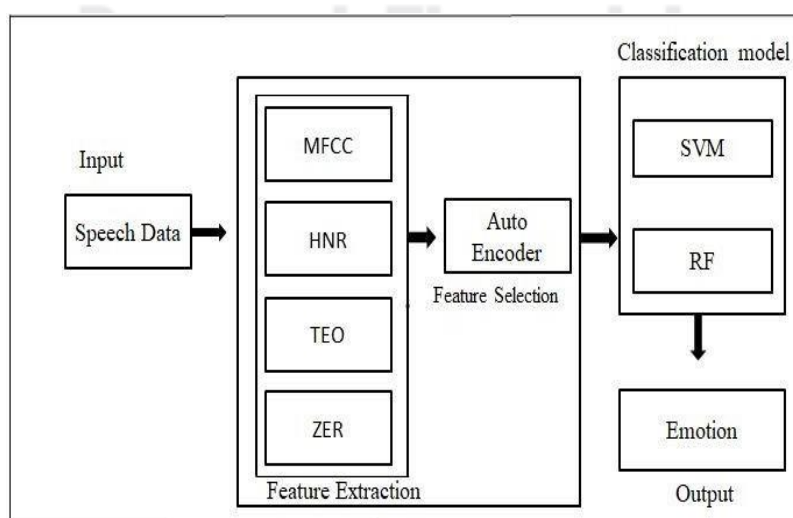 Input
Speech Data
MFCC
HNR
TEO
ZER
Feature Extraction
Auto
Encoder
Feature Selection
Classification model
SVM
RF
Emotion
Output